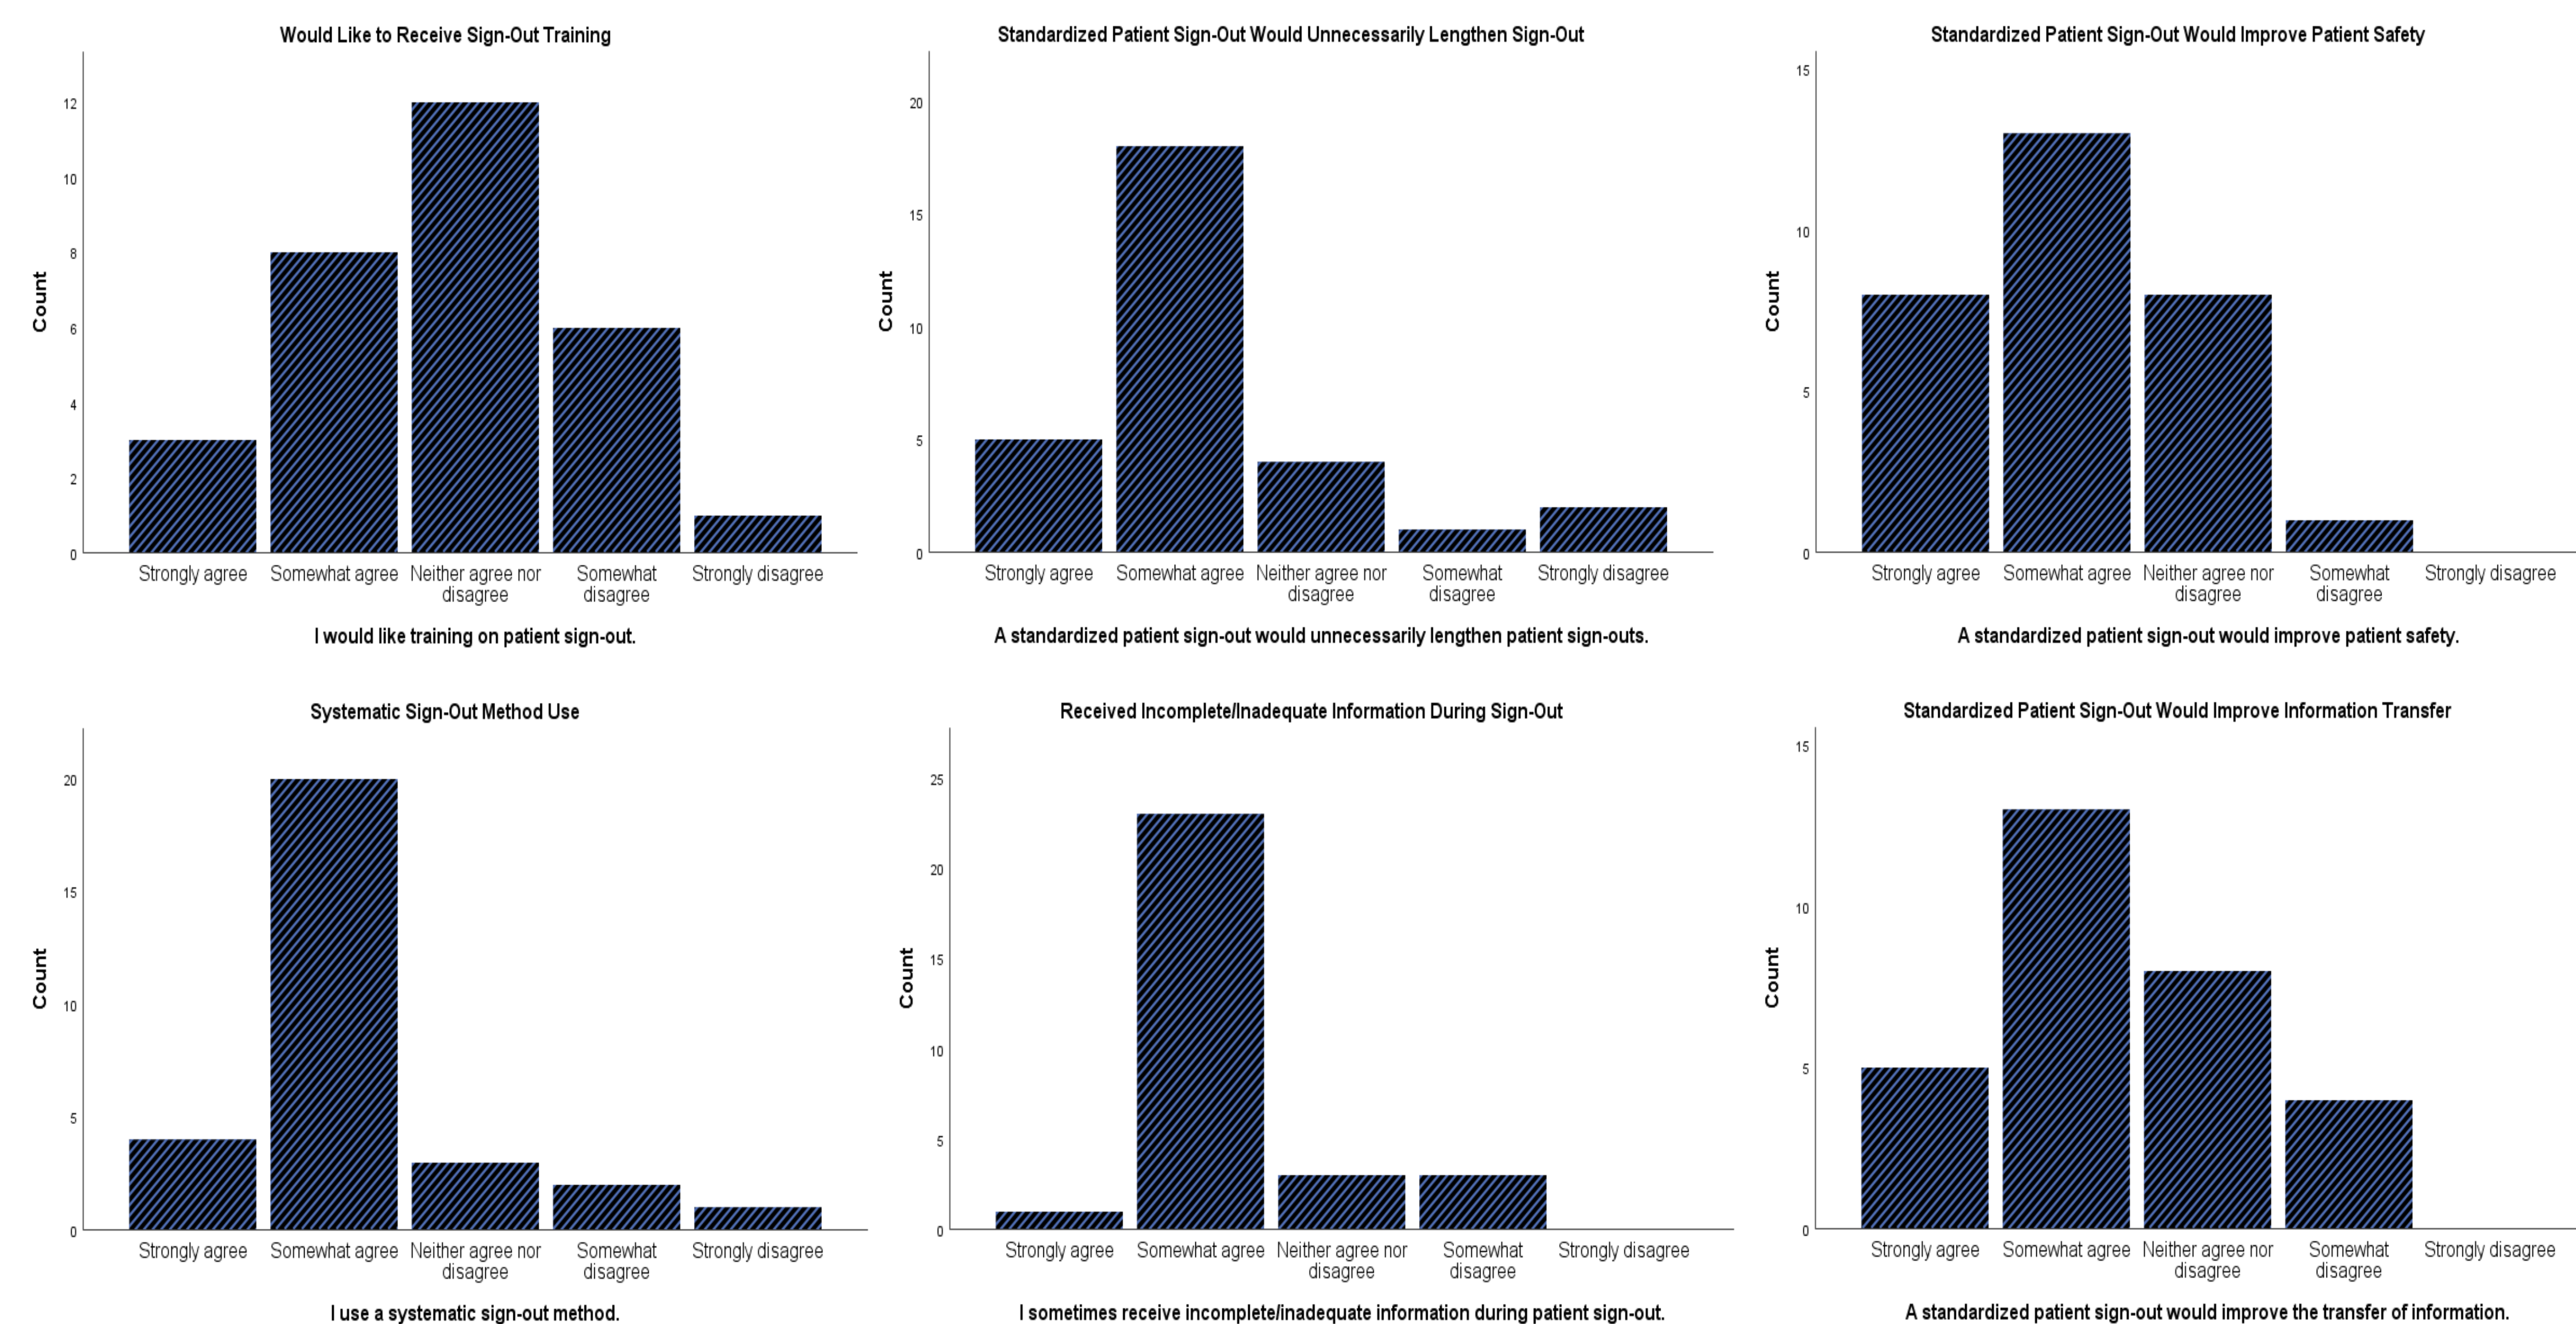 Would Like to Receive Sign-Out Training
Count
12
10
8
6
4
2
0
Strongly agree
Somewhat agree
Neither agree nor
disagree
Somewhat
disagree
Strongly disagree
I would like training on patient sign-out.
Standardized Patient Sign-Out Would Unnecessarily Lengthen Sign-Out
Count
20
15
10
5
0
Strongly agree
Somewhat agree
Neither agree nor
disagree
Somewhat
disagree
Strongly disagree
A standardized patient sign-out would unnecessarily lengthen patient sign-outs.
Standardized Patient Sign-Out Would Improve Patient Safety
Count
15
10
5
0
Strongly agree
Somewhat agree
Neither agree nor
disagree
Somewhat
disagree
Strongly disagree
A standardized patient sign-out would improve patient safety.
Systematic Sign-Out Method Use
Count
20
15
10
5
0
Strongly agree
Somewhat agree
Neither agree nor
disagree
Somewhat
disagree
Strongly disagree
I use a systematic sign-out method.
Received Incomplete/Inadequate Information During Sign-Out
Count
25
20
15
10
5
0
Strongly agree
Somewhat agree
Neither agree nor
disagree
Somewhat
disagree
Strongly disagree
I sometimes receive incomplete/inadequate information during patient sign-out.
Standardized Patient Sign-Out Would Improve Information Transfer
Count
15
10
5
0
Strongly agree
Somewhat agree
Neither agree nor
disagree
Somewhat
disagree
Strongly disagree
A standardized patient sign-out would improve the transfer of information.